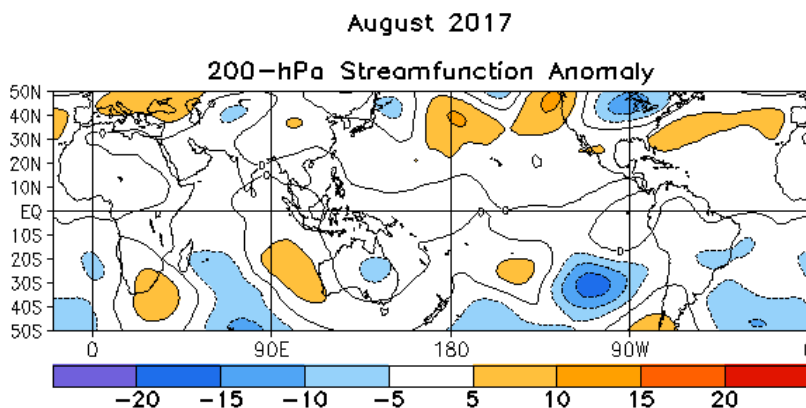 August 2017
200-hPa Streamfunction Anomaly
50N
40N
30N
20N
10N
EQ
10S
20S
30S
40S
50S
0 90E 180 90W
-20 -15 -10 -5 5 10 15 20